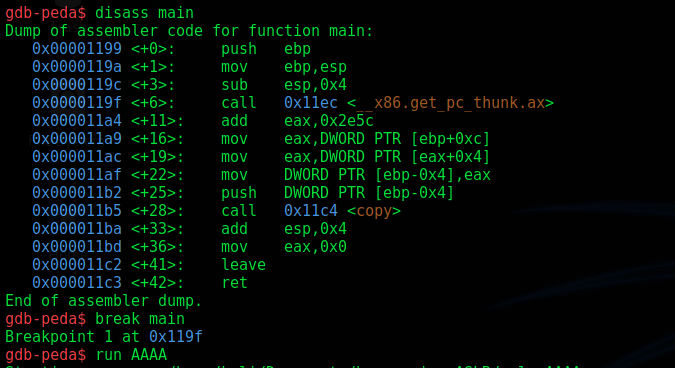 gdb-peda$ disass main
Dump of assembler code for function main:
   0x00001199 <+0>:     push   ebp
   0x0000119a <+1>:     mov    ebp,esp
   0x0000119c <+3>:     sub    esp,0x4
   0x0000119f <+6>:     call   0x11ec <__x86.get_pc_thunk.ax>
   0x000011a4 <+11>:    add    eax,0x2e5c
   0x000011a9 <+16>:    mov    eax,DWORD PTR [ebp+0xc]
   0x000011ac <+19>:    mov    eax,DWORD PTR [eax+0x4]
   0x000011af <+22>:    mov    DWORD PTR [ebp-0x4],eax
   0x000011b2 <+25>:    push   DWORD PTR [ebp-0x4]
   0x000011b5 <+28>:    call   0x11c4 <copy>
   0x000011ba <+33>:    add    esp,0x4
   0x000011bd <+36>:    mov    eax,0x0
   0x000011c2 <+41>:    leave
   0x000011c3 <+42>:    ret
End of assembler dump.
gdb-peda$ break main
Breakpoint 1 at 0x119f
gdb-peda$ run AAAA